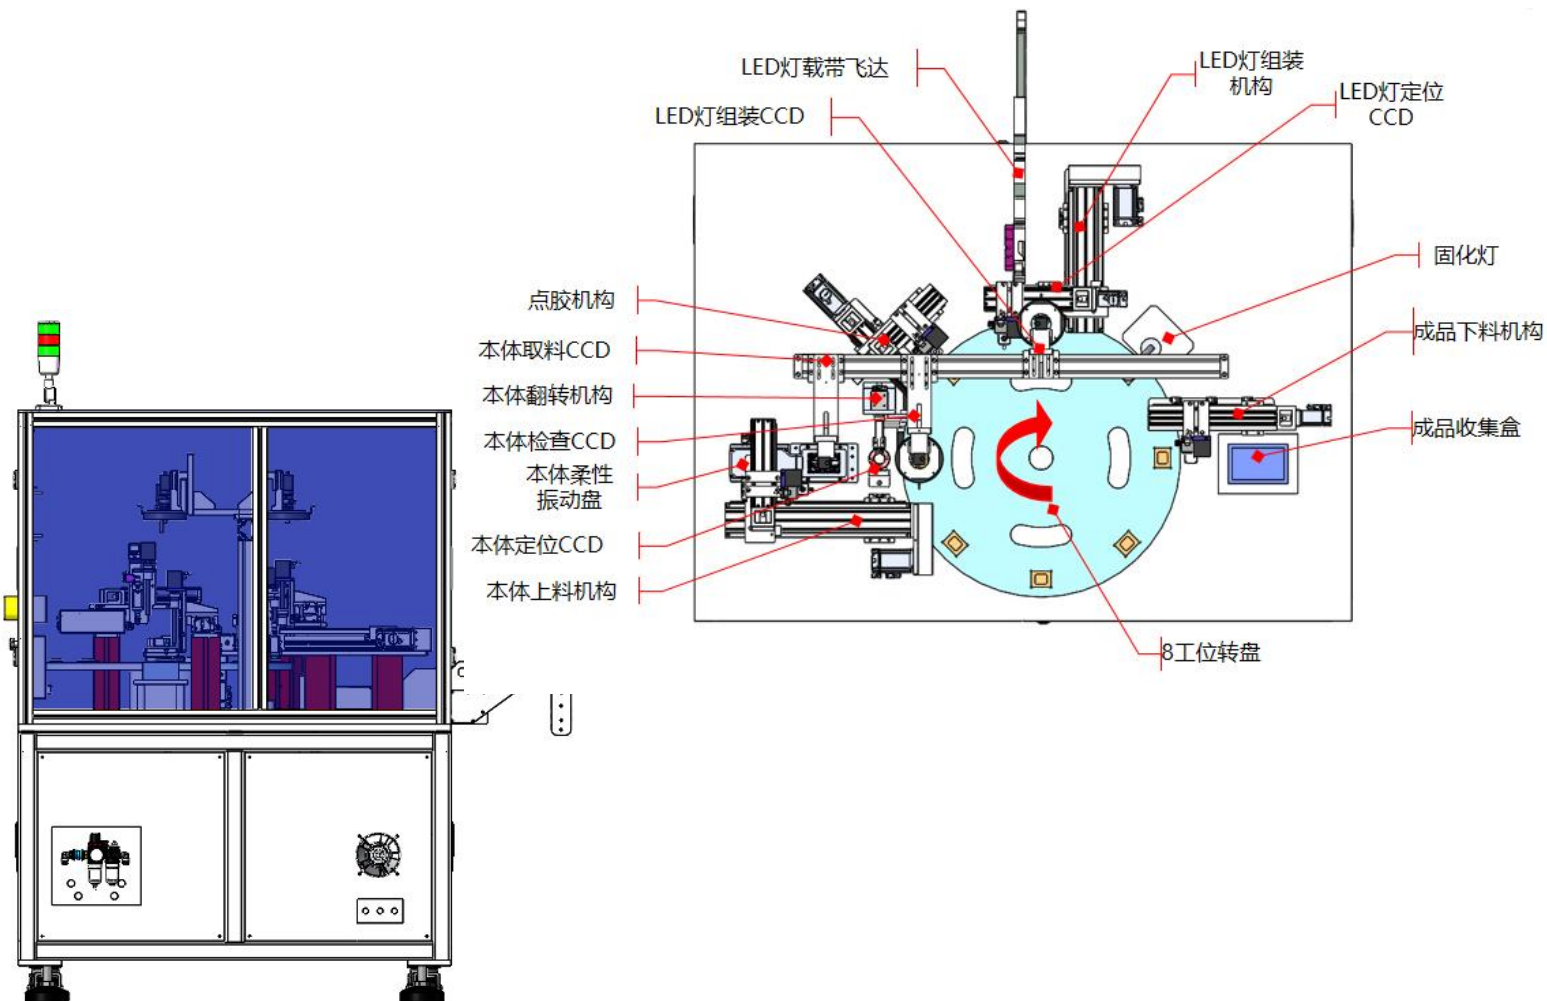 LED灯载带飞达
LED灯组装CCD
LED灯组装
机构
LED灯定位
CCD
固化灯
成品下料机构
成品收集盒
点胶机构
本体取料CCD
本体翻转机构
本体检查CCD
本体柔性
振动盘
本体定位CCD
本体上料机构
8工位转盘